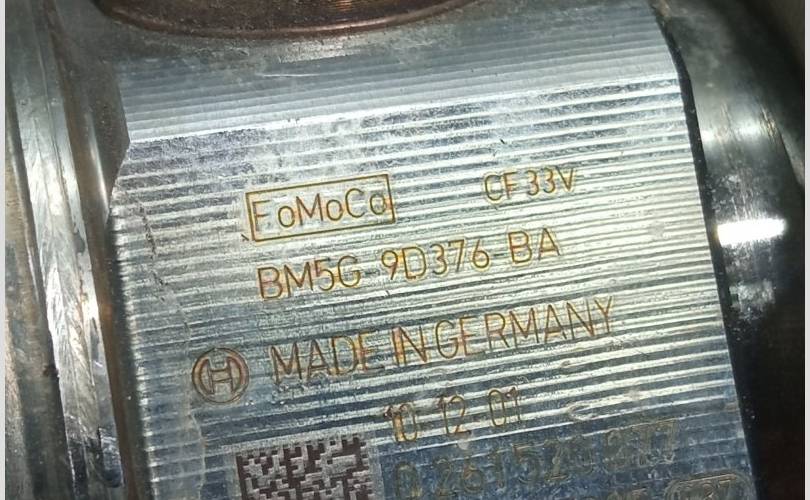 FoMoCo CF 33V
BM5G-9D376-BA
MADE IN GERMANY
10 12 01